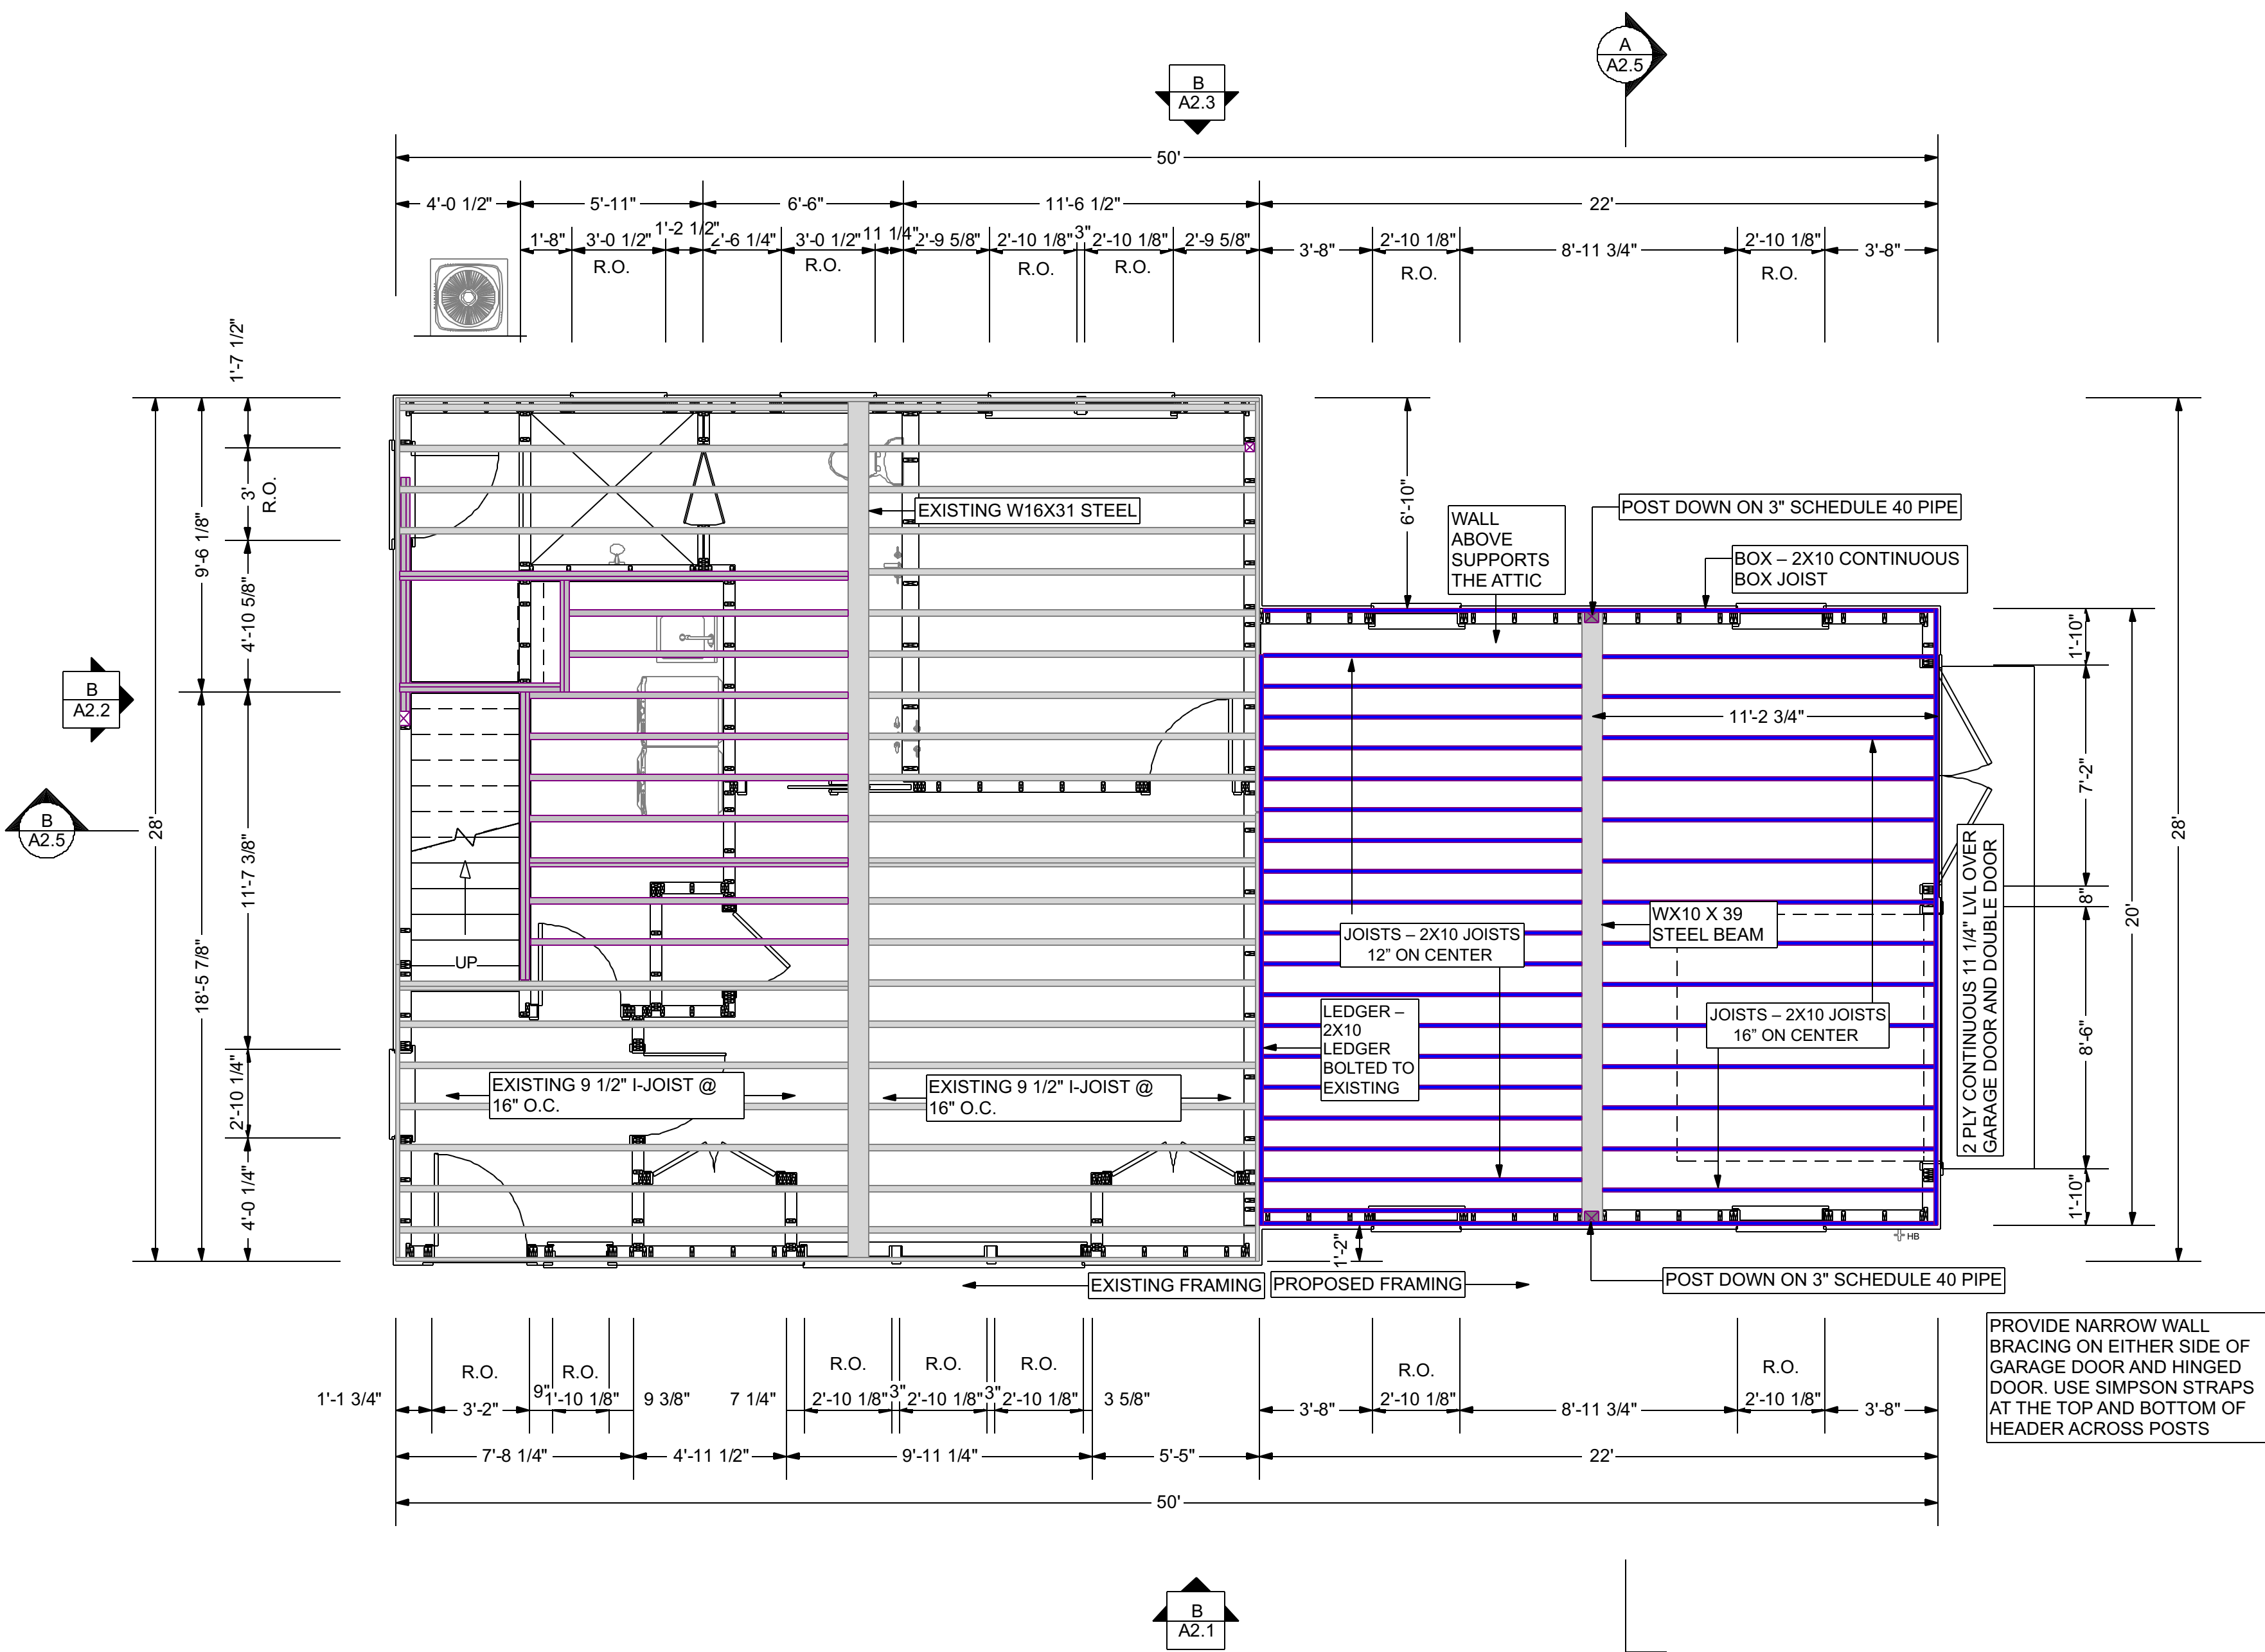 A
A2.5
B
A2.3
50'
4'-0 1/2"
5'-11"
6'-6"
11'-6 1/2"
22'
1'-8"
3'-0 1/2"
R.O.
1'-2 1/2"
2'-6 1/4"
3'-0 1/2"
R.O.
11 1/4"
2'-9 5/8"
2'-10 1/8"
R.O.
3"
2'-10 1/8"
R.O.
2'-9 5/8"
3'-8"
2'-10 1/8"
R.O.
8'-11 3/4"
2'-10 1/8"
R.O.
3'-8"
1'-7 1/2"
3'
R.O.
9'-6 1/8"
4'-10 5/8"
B
A2.2
28'
B
A2.5
11'-7 3/8"
18'-5 7/8"
2'-10 1/4"
4'-0 1/4"
EXISTING W16X31 STEEL
6'-10"
WALL
ABOVE
SUPPORTS
THE ATTIC
POST DOWN ON 3" SCHEDULE 40 PIPE
BOX – 2X10 CONTINUOUS
BOX JOIST
11'-2 3/4"
1'-10"
7'-2"
8"
8'-6"
1'-10"
20'
28'
2 PLY CONTINUOUS 11 1/4" LVL OVER
GARAGE DOOR AND DOUBLE DOOR
WX10 X 39
STEEL BEAM
JOISTS – 2X10 JOISTS
12” ON CENTER
JOISTS – 2X10 JOISTS
16” ON CENTER
LEDGER –
2X10
LEDGER
BOLTED TO
EXISTING
UP
EXISTING 9 1/2" I-JOIST @
16" O.C.
EXISTING 9 1/2" I-JOIST @
16" O.C.
HB
1'-2"
EXISTING FRAMING
PROPOSED FRAMING
POST DOWN ON 3" SCHEDULE 40 PIPE
PROVIDE NARROW WALL
BRACING ON EITHER SIDE OF
GARAGE DOOR AND HINGED
DOOR. USE SIMPSON STRAPS
AT THE TOP AND BOTTOM OF
HEADER ACROSS POSTS
1'-1 3/4"
R.O.
3'-2"
9"
R.O.
1'-10 1/8"
9 3/8"
7 1/4"
R.O.
2'-10 1/8"
3"
R.O.
2'-10 1/8"
3"
R.O.
2'-10 1/8"
3 5/8"
3'-8"
R.O.
2'-10 1/8"
8'-11 3/4"
R.O.
2'-10 1/8"
3'-8"
7'-8 1/4"
4'-11 1/2"
9'-11 1/4"
5'-5"
22'
50'
B
A2.1